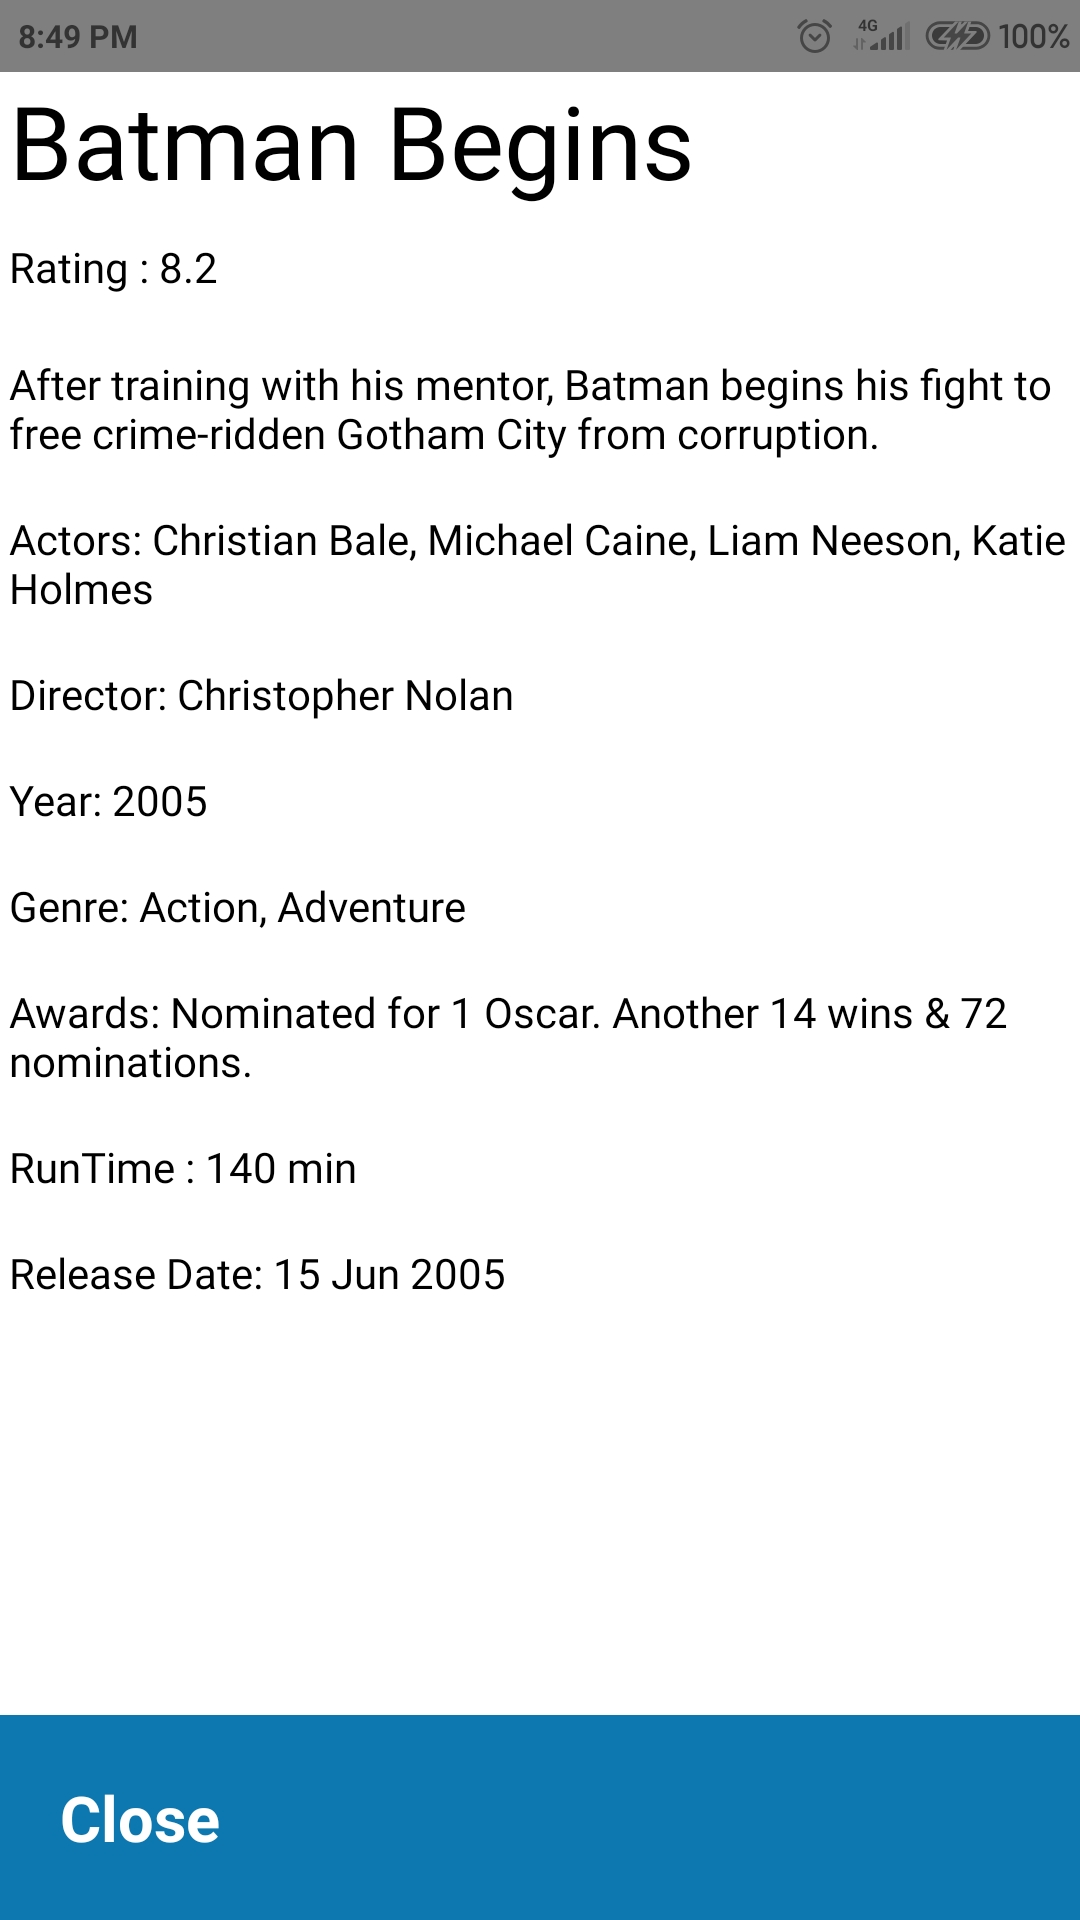 8:49 PM 4G 100%
Batman Begins
Rating : 8.2
After training with his mentor, Batman begins his fight to
free crime-ridden Gotham City from corruption.
Actors: Christian Bale, Michael Caine, Liam Neeson, Katie
Holmes
Director: Christopher Nolan
Year: 2005
Genre: Action, Adventure
Awards: Nominated for 1 Oscar. Another 14 wins & 72
nominations.
RunTime : 140 min
Release Date: 15 Jun 2005
Close